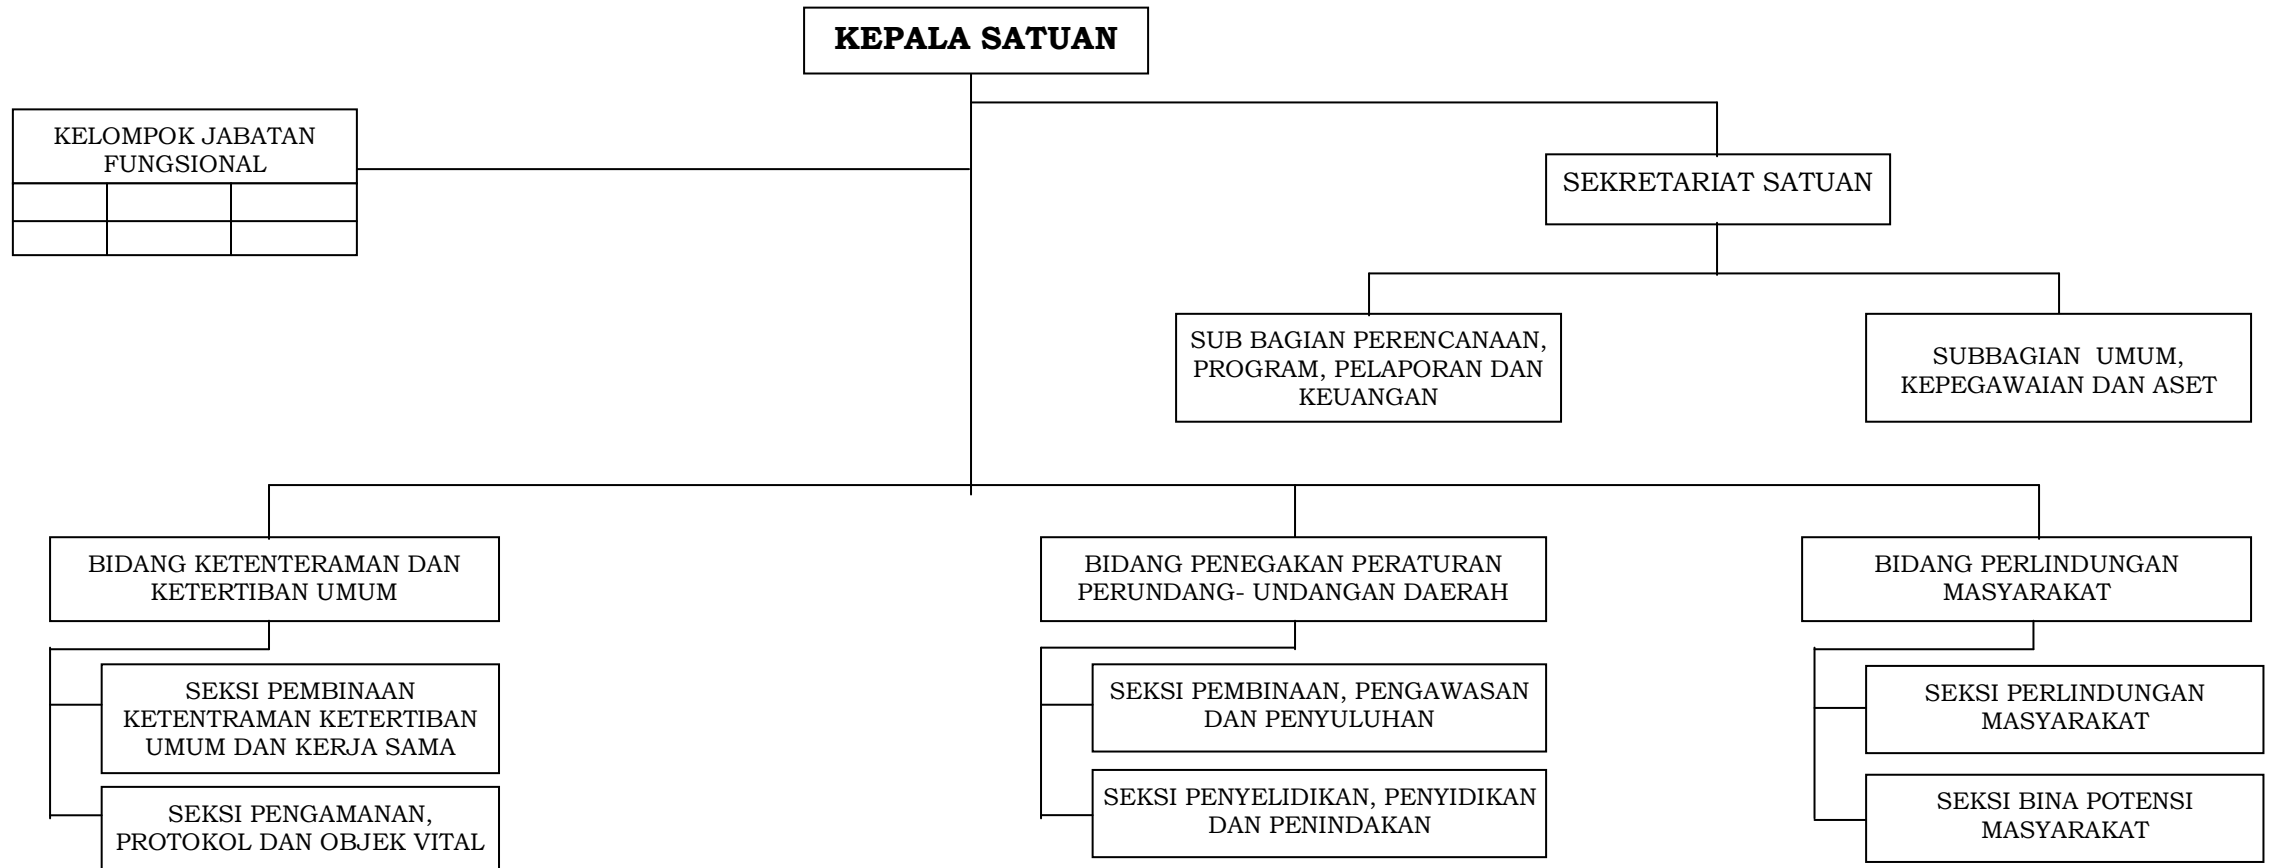 KEPALA SATUAN
KELOMPOK JABATAN
FUNGSIONAL
SEKRETARIAT SATUAN
SUB BAGIAN PERENCANAAN,
PROGRAM, PELAPORAN DAN
KEUANGAN
SUBBAGIAN  UMUM,
KEPEGAWAIAN DAN ASET
BIDANG KETENTERAMAN DAN
KETERTIBAN UMUM
BIDANG PENEGAKAN PERATURAN
PERUNDANG- UNDANGAN DAERAH
BIDANG PERLINDUNGAN
MASYARAKAT
SEKSI PEMBINAAN
KETENTRAMAN KETERTIBAN
UMUM DAN KERJA SAMA
SEKSI PENGAMANAN,
PROTOKOL DAN OBJEK VITAL
SEKSI PEMBINAAN, PENGAWASAN
DAN PENYULUHAN
SEKSI PENYELIDIKAN, PENYIDIKAN
DAN PENINDAKAN
SEKSI PERLINDUNGAN
MASYARAKAT
SEKSI BINA POTENSI
MASYARAKAT